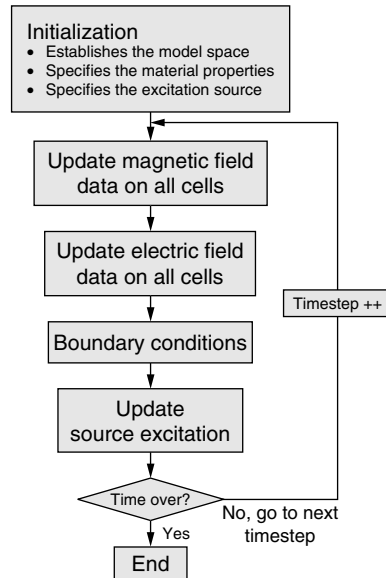 Initialization
• Establishes the model space
• Specifies the material properties
• Specifies the excitation source
Update magnetic field
data on all cells
Update electric field
data on all cells
Timestep ++
Boundary conditions
Update
source excitation
Time over?
No, go to next
timestep
Yes
End